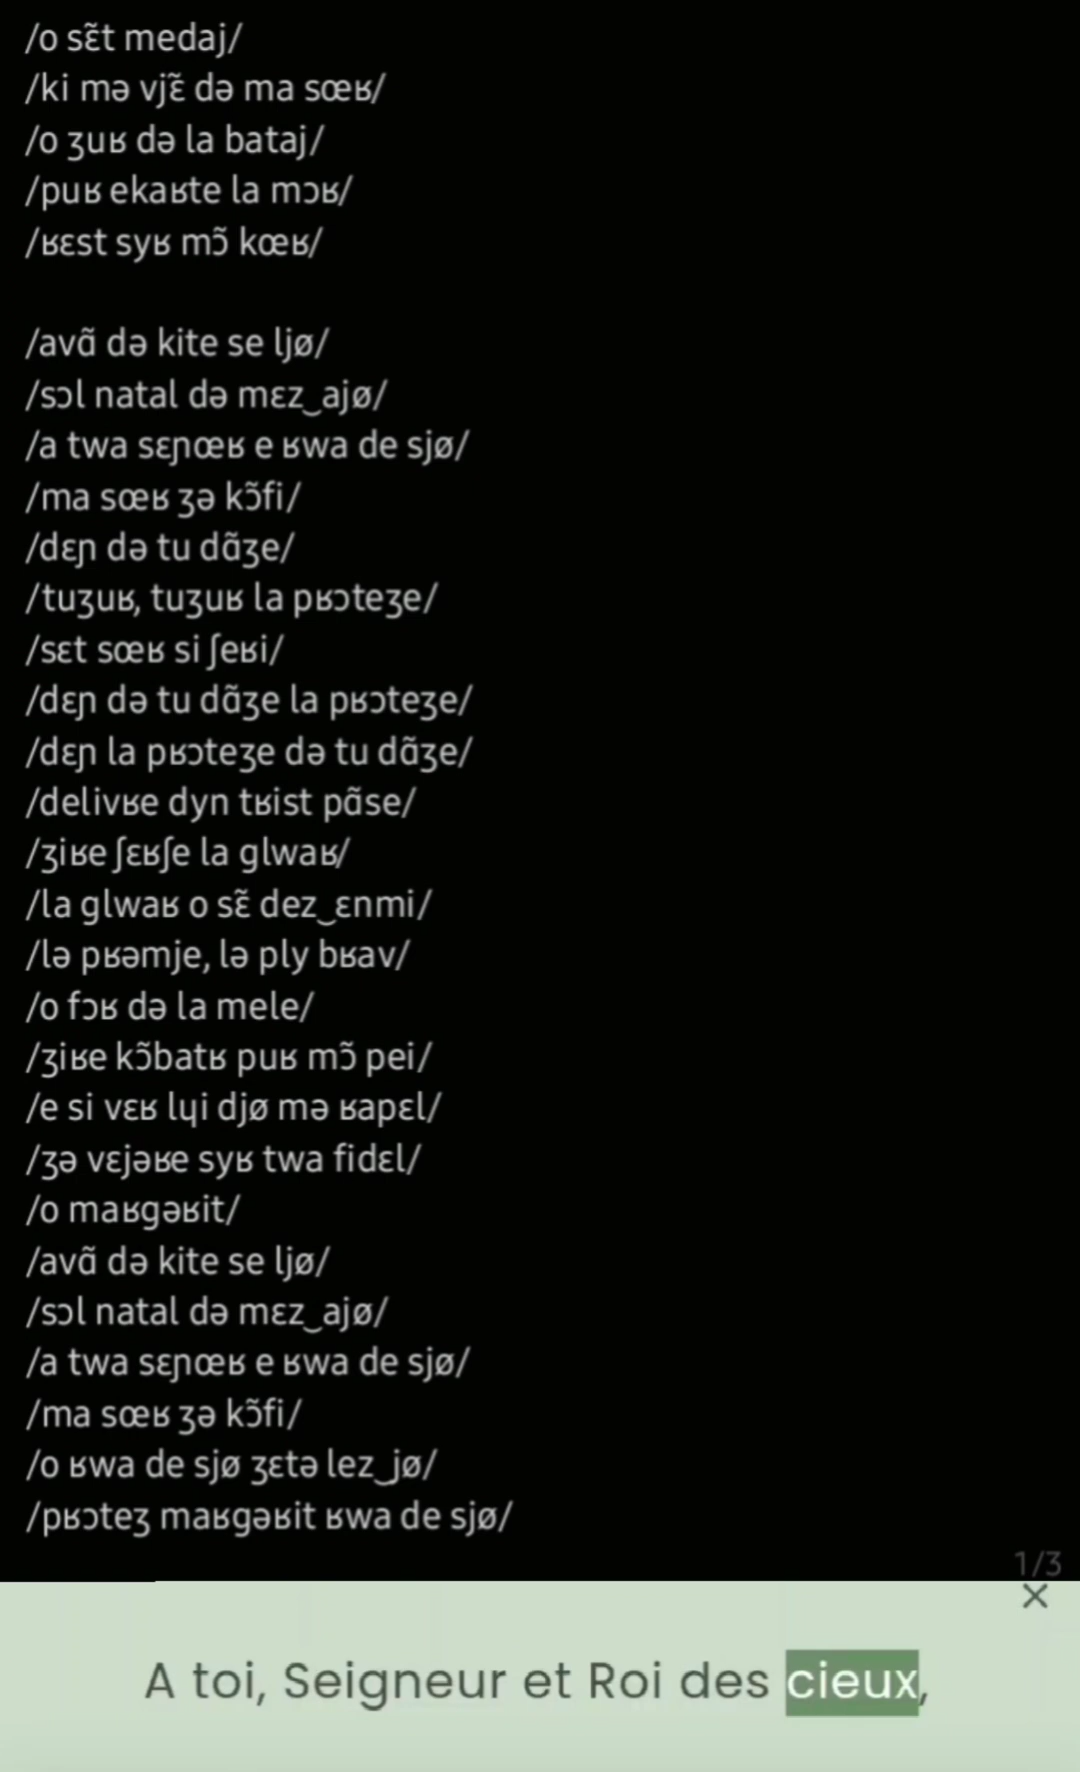 /o sɛ̃t medaj/
/ki mə vjɛ̃ də ma sœʁ/
/o ʒuʁ də la bataj/
/puʁ ekaʁte la mɔʁ/
/ʁɛst syʁ mɔ̃ kœʁ/
/avɑ̃ də kite se ljø/
/sɔl natal də mɛz‿ajø/
/a twa sɛɲœʁ e ʁwa de sjø/
/ma sœʁ ʒə kɔ̃fi/
/dɛɲ də tu dɑ̃ʒe/
/tuʒuʁ, tuʒuʁ la pʁɔteʒe/
/sɛt sœʁ si ʃeʁi/
/dɛɲ də tu dɑ̃ʒe la pʁɔteʒe/
/dɛɲ la pʁɔteʒe də tu dɑ̃ʒe/
/delivʁe dyn tʁist pɑ̃se/
/ʒiʁe ʃɛʁʃe la glwaʁ/
/la glwaʁ o sɛ̃ dez‿ɛnmi/
/lə pʁəmje, lə ply bʁav/
/o fɔʁ də la mele/
/ʒiʁe kɔ̃batʁ puʁ mɔ̃ pei/
/e si vɛʁ lɥi djø mə ʁapɛl/
/ʒə vɛjəʁe syʁ twa fidɛl/
/o maʁgəʁit/
/avɑ̃ də kite se ljø/
/sɔl natal də mɛz‿ajø/
/a twa sɛɲœʁ e ʁwa de sjø/
/ma sœʁ ʒə kɔ̃fi/
/o ʁwa de sjø ʒɛtə lez‿jø/
/pʁɔteʒ maʁgəʁit ʁwa de sjø/
1/3
×
A toi, Seigneur et Roi des cieux,